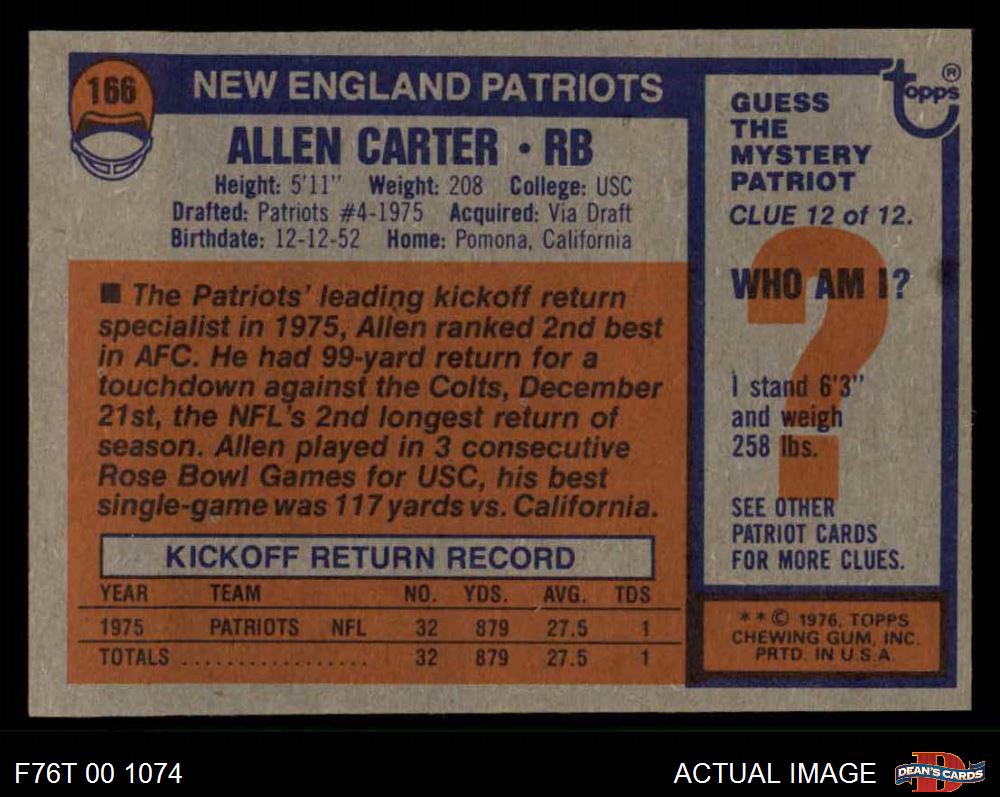 166
NEW ENGLAND PATRIOTS
ALLEN CARTER • RB
Height: 5'11" Weight: 208 College: USC
Drafted: Patriots #4-1975 Acquired: Via Draft
Birthdate: 12-12-52 Home: Pomona, California
■ The Patriots' leading kickoff return
specialist in 1975, Allen ranked 2nd best
in AFC. He had 99-yard return for a
touchdown against the Colts, December
21st, the NFL's 2nd longest return of
season. Allen played in 3 consecutive
Rose Bowl Games for USC, his best
single-game was 117 yards vs. California.
KICKOFF RETURN RECORD
YEAR TEAM NO. YDS. AVG. TDS
1975 PATRIOTS NFL 32 879 27.5 1
TOTALS .................. 32 879 27.5 1
topps®
GUESS
THE
MYSTERY
PATRIOT
CLUE 12 of 12.
?
WHO AM I?
I stand 6'3"
and weigh
258 lbs.
SEE OTHER
PATRIOT CARDS
FOR MORE CLUES.
* * © 1976, TOPPS
CHEWING GUM, INC.
PRTD. IN U.S.A.
F76T 00 1074
ACTUAL IMAGE
D
DEAN'S CARDS